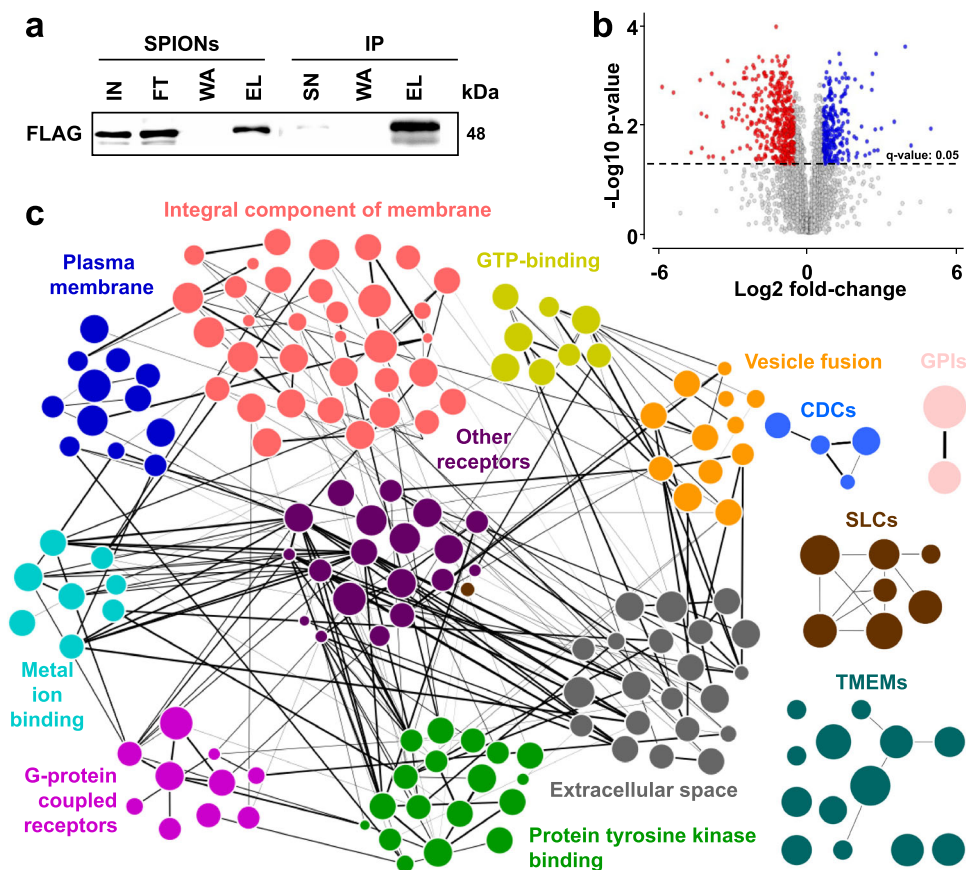 a
SPIONs
IP
IN
FT
WA
EL
SN
WA
EL
kDa
FLAG
48
b
4
2
0
-Log10 p-value
q-value: 0.05
-6
0
6
Log2 fold-change
c
Integral component of membrane
Plasma
membrane
GTP-binding
Vesicle fusion
GPIs
CDCs
Other
receptors
SLCs
Metal
ion
binding
TMEMs
G-protein
coupled
receptors
Extracellular space
Protein tyrosine kinase
binding